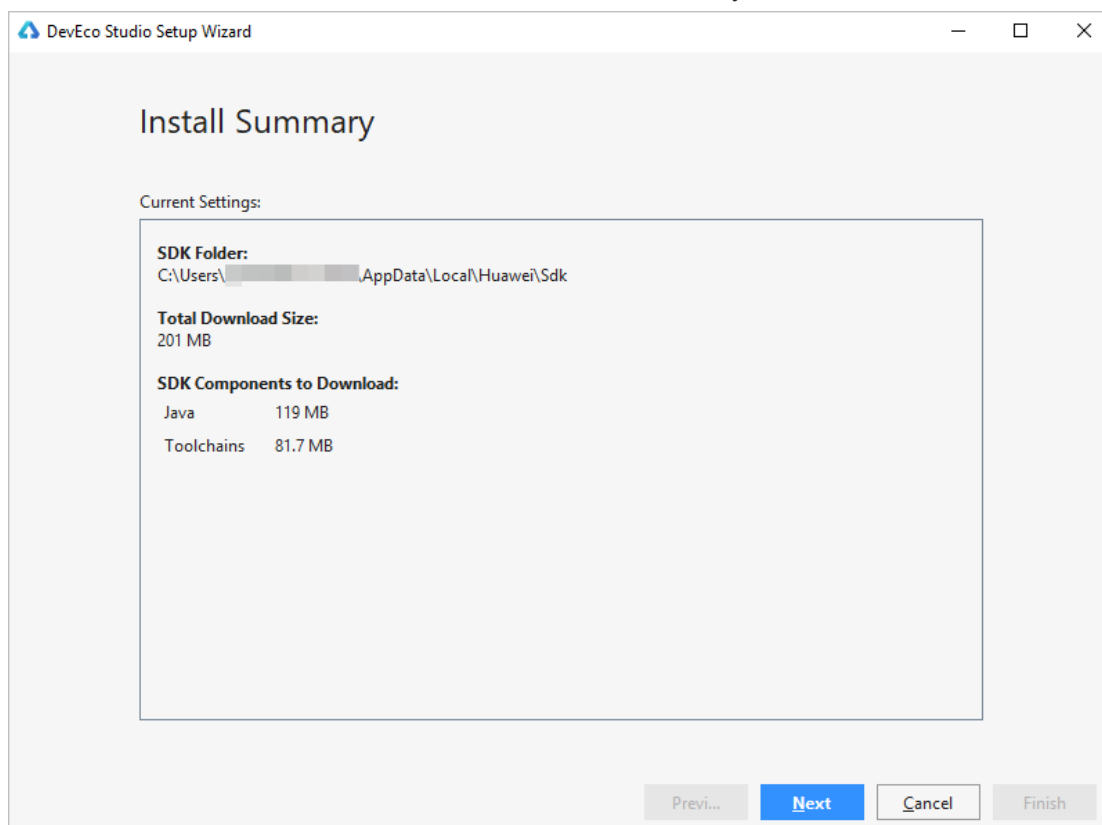 DevEco Studio Setup Wizard
Install Summary
Current Settings:
SDK Folder:
C:\Users\ \AppData\Local\Huawei\Sdk
Total Download Size:
201 MB
SDK Components to Download:
Java 119 MB
Toolchains 81.7 MB
Previ... Next Cancel Finish